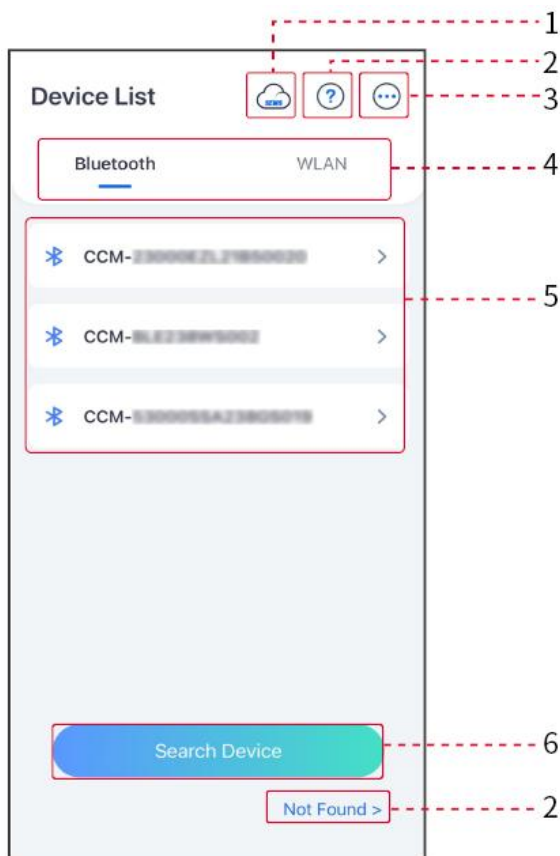 1
2
3
Device List
?
4
Bluetooth WLAN
5
CCM-
CCM-
CCM-
6
Search Device
2
Not Found >